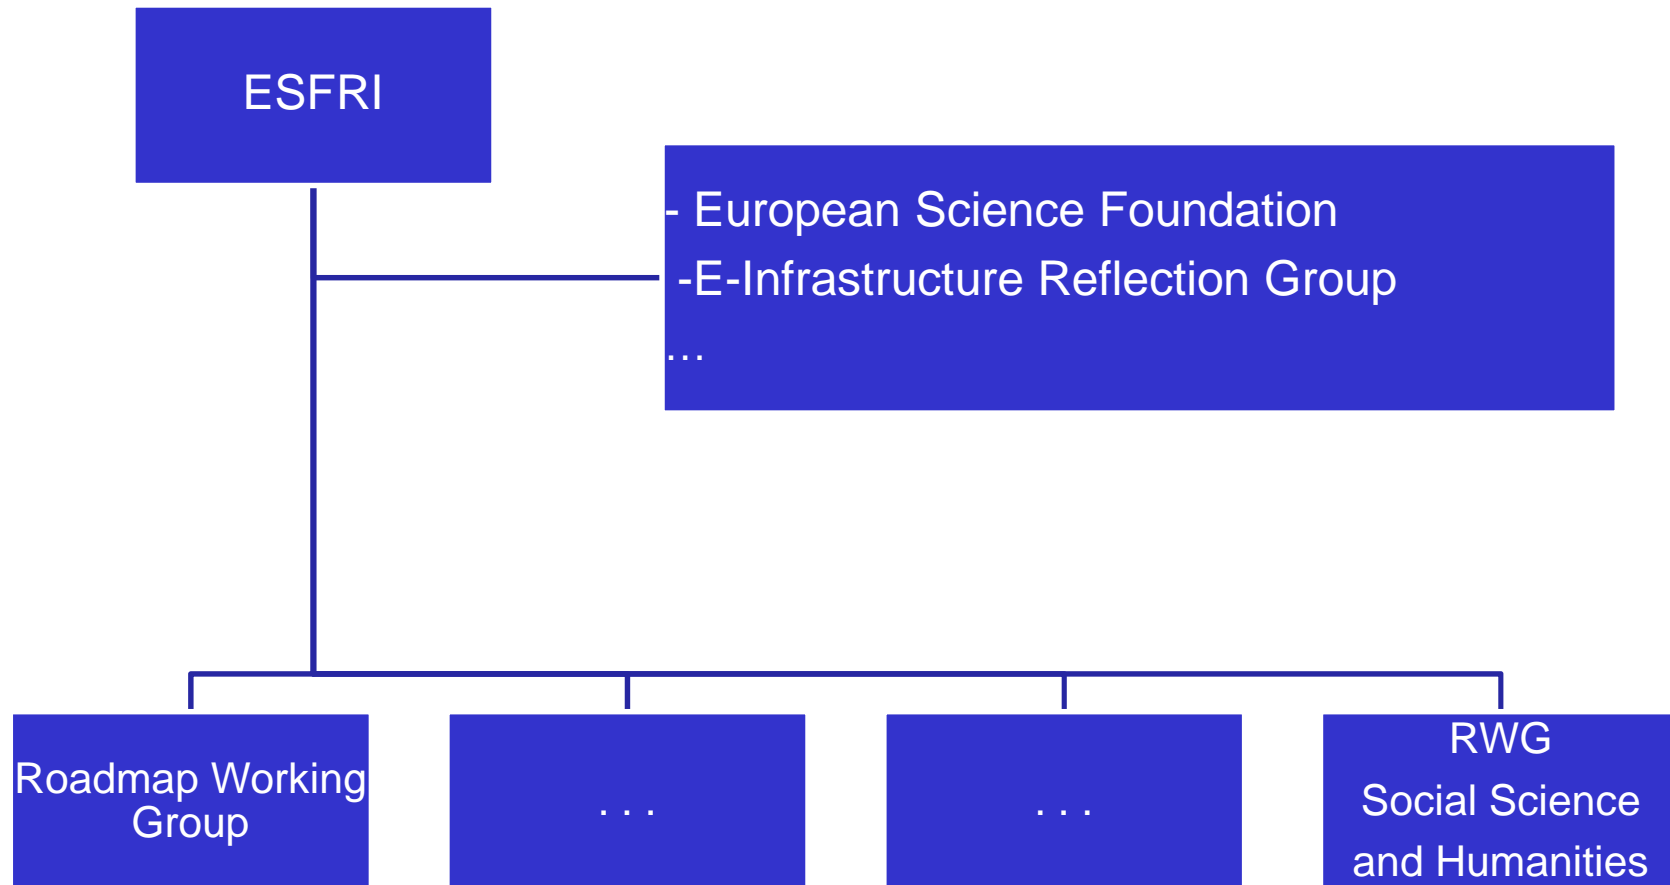 ESFRI
- European Science Foundation
-E-Infrastructure Reflection Group
...
Roadmap Working
Group
. . .
. . .
RWG
Social Science
and Humanities